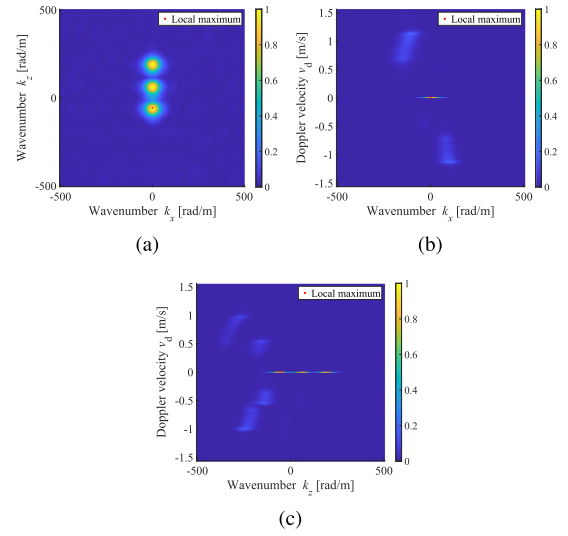 500
0
-500
Wavenumber k_z [rad/m]
-500 0 500
Wavenumber k_x [rad/m]
Local maximum
1
0.8
0.6
0.4
0.2
0
(a)
1.5
1
0.5
0
-0.5
-1
-1.5
Doppler velocity v_d [m/s]
-500 0 500
Wavenumber k_x [rad/m]
Local maximum
1
0.8
0.6
0.4
0.2
0
(b)
1.5
1
0.5
0
-0.5
-1
-1.5
Doppler velocity v_d [m/s]
-500 0 500
Wavenumber k_z [rad/m]
Local maximum
1
0.8
0.6
0.4
0.2
0
(c)